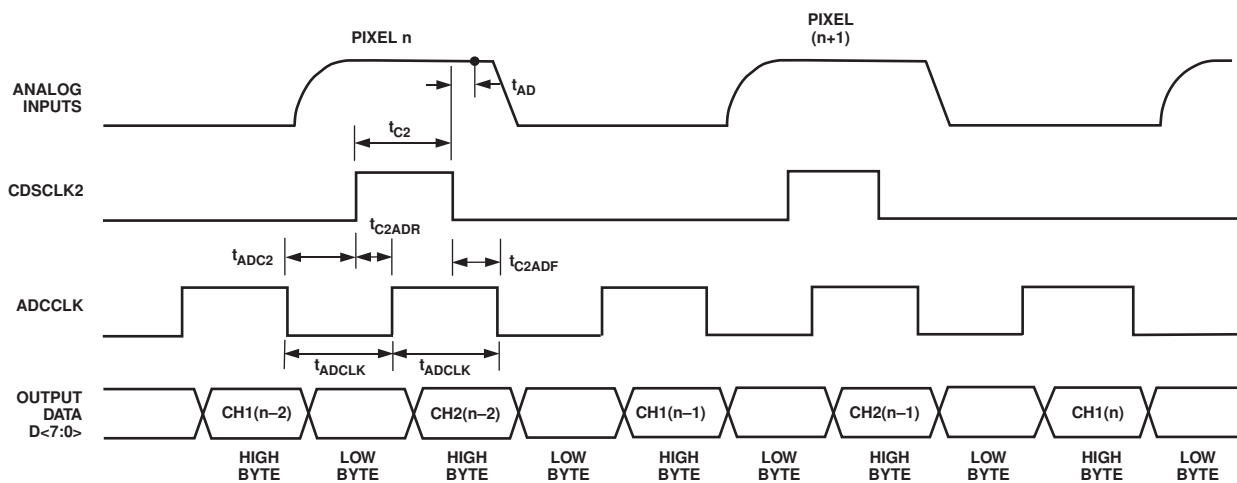 PIXEL n
PIXEL
(n+1)
ANALOG
INPUTS
tAD
tC2
CDSCLK2
tC2ADR
tADC2
tC2ADF
ADCCLK
tADCLK
tADCLK
OUTPUT
DATA
D<7:0>
CH1(n–2)
CH2(n–2)
CH1(n–1)
CH2(n–1)
CH1(n)
HIGH
BYTE
LOW
BYTE
HIGH
BYTE
LOW
BYTE
HIGH
BYTE
LOW
BYTE
HIGH
BYTE
LOW
BYTE
HIGH
BYTE
LOW
BYTE